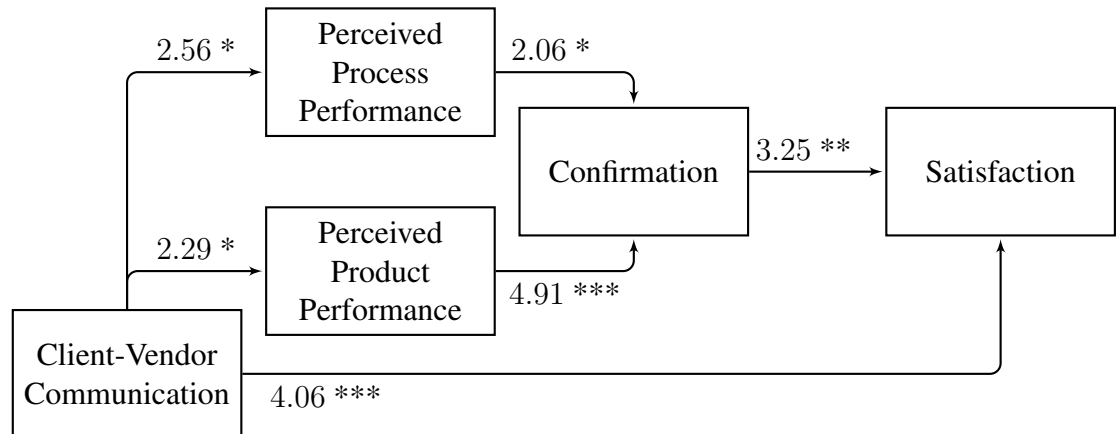 2.56 *
Perceived
Process
Performance
2.06 *
Confirmation
3.25 **
Satisfaction
2.29 *
Perceived
Product
Performance
4.91 ***
Client-Vendor
Communication
4.06 ***